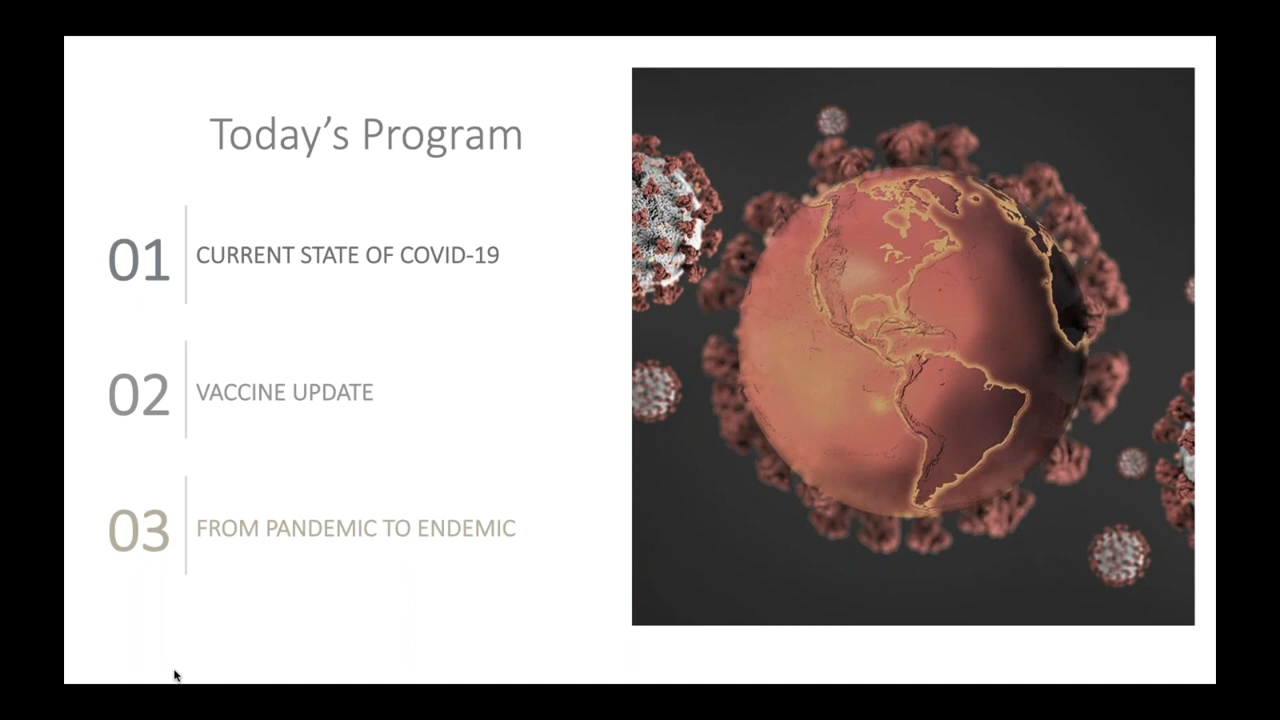 Today’s Program
01
CURRENT STATE OF COVID-19
02
VACCINE UPDATE
03
FROM PANDEMIC TO ENDEMIC